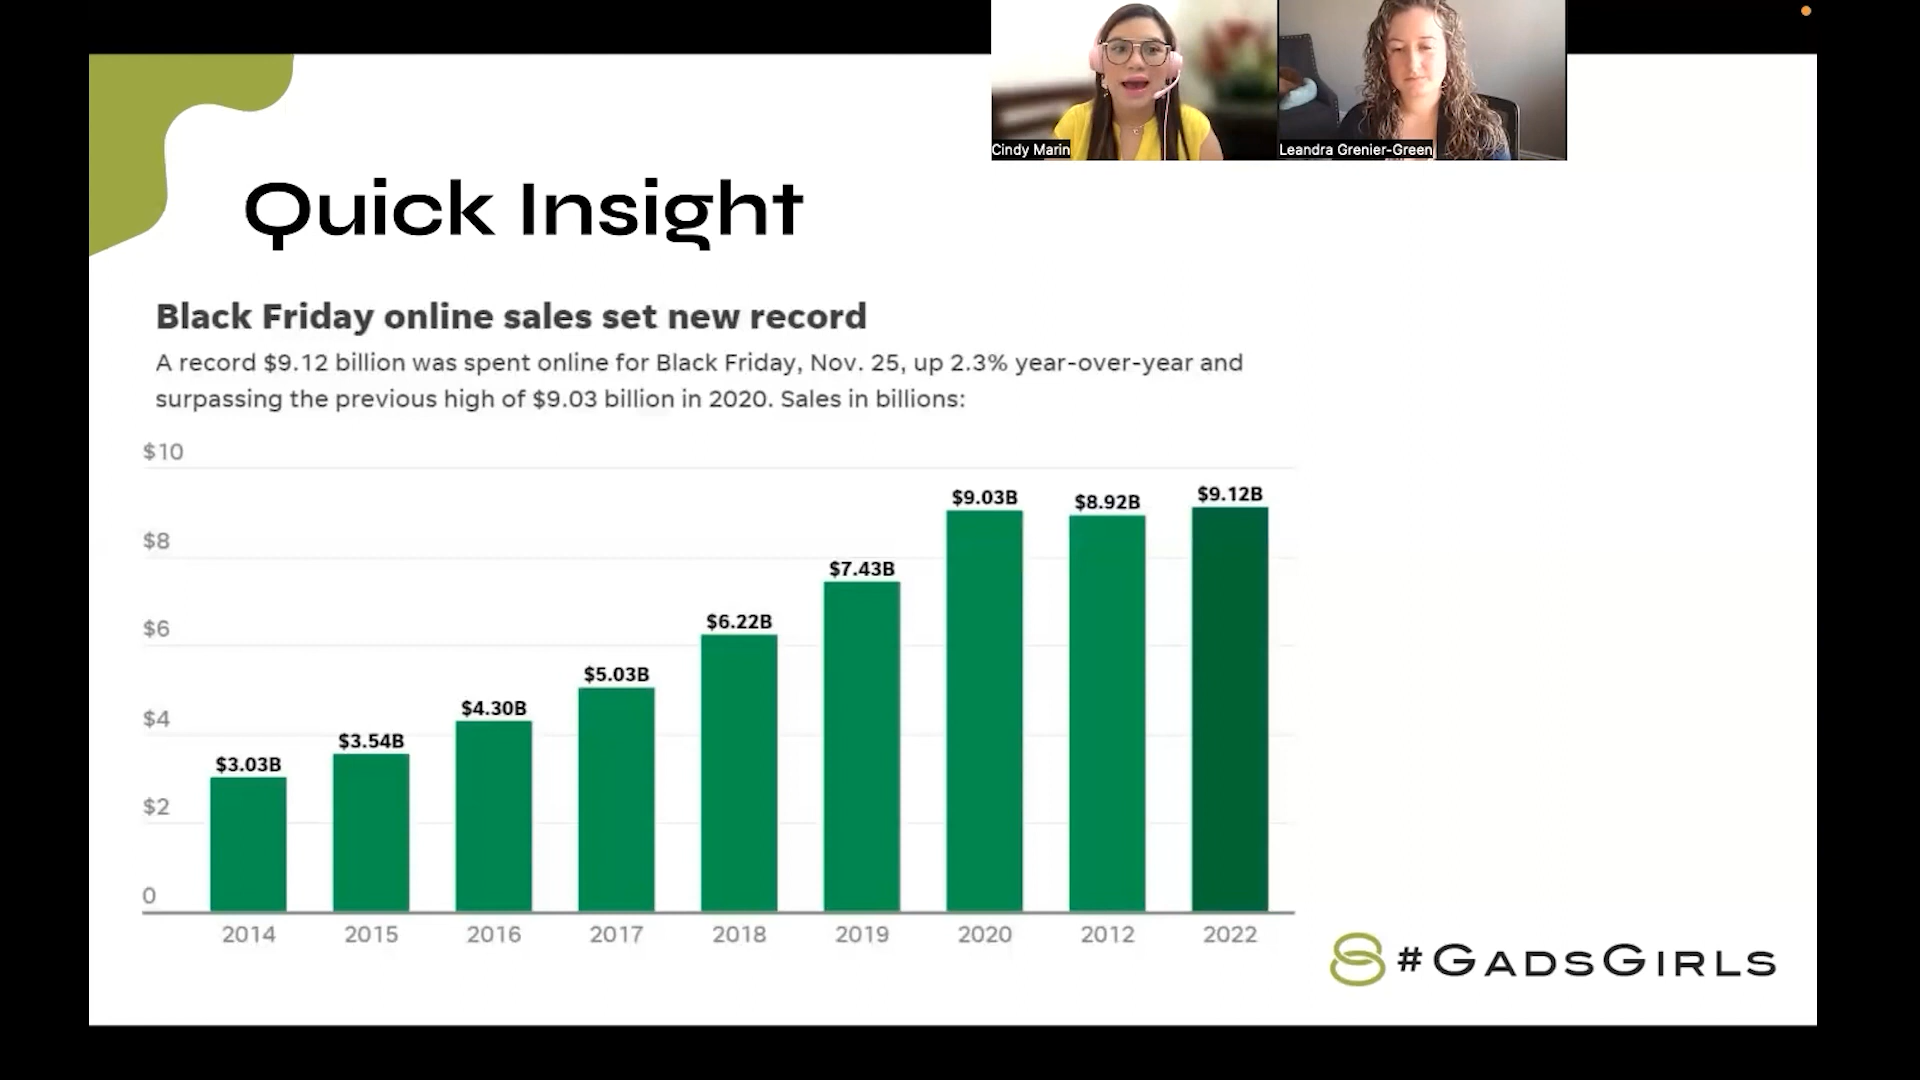 Cindy Marin
Leandra Grenier-Green
Quick Insight
Black Friday online sales set new record
A record $9.12 billion was spent online for Black Friday, Nov. 25, up 2.3% year-over-year and
surpassing the previous high of $9.03 billion in 2020. Sales in billions:
$10
$8
$6
$4
$2
0
$3.03B
$3.54B
$4.30B
$5.03B
$6.22B
$7.43B
$9.03B
$8.92B
$9.12B
2014 2015 2016 2017 2018 2019 2020 2012 2022
#GADSGIRLS